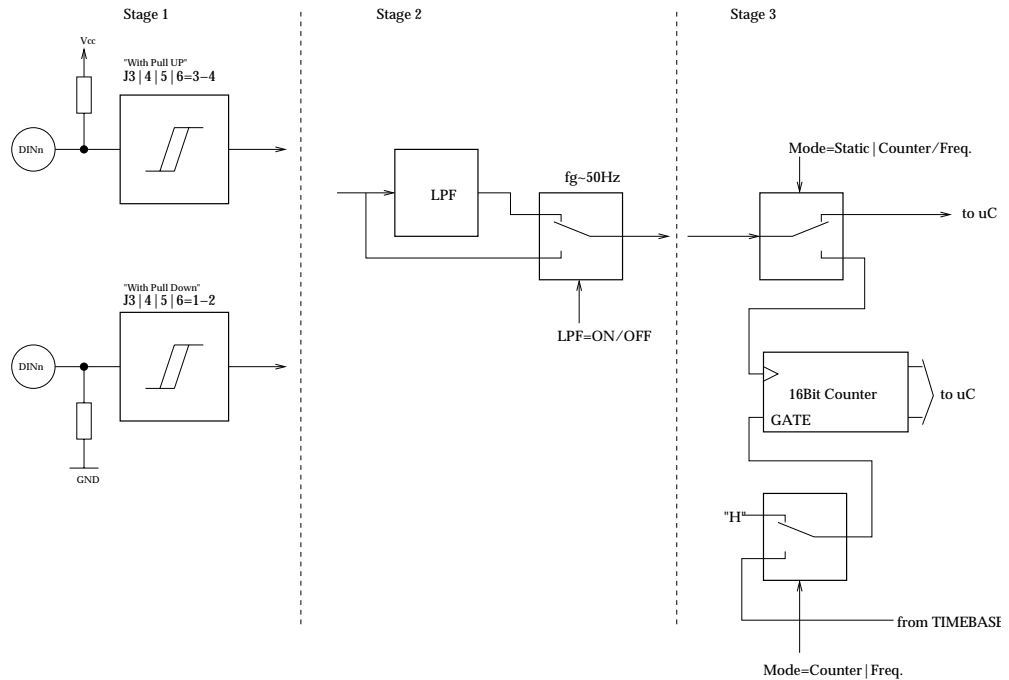 Stage 1
Stage 2
Stage 3
Vcc
"With Pull UP"
J3|4|5|6=3−4
DINn
"With Pull Down"
J3|4|5|6=1−2
DINn
GND
LPF
fg~50Hz
LPF=ON/OFF
Mode=Static|Counter/Freq.
to uC
16Bit Counter
GATE
to uC
"H"
from TIMEBASE
Mode=Counter|Freq.